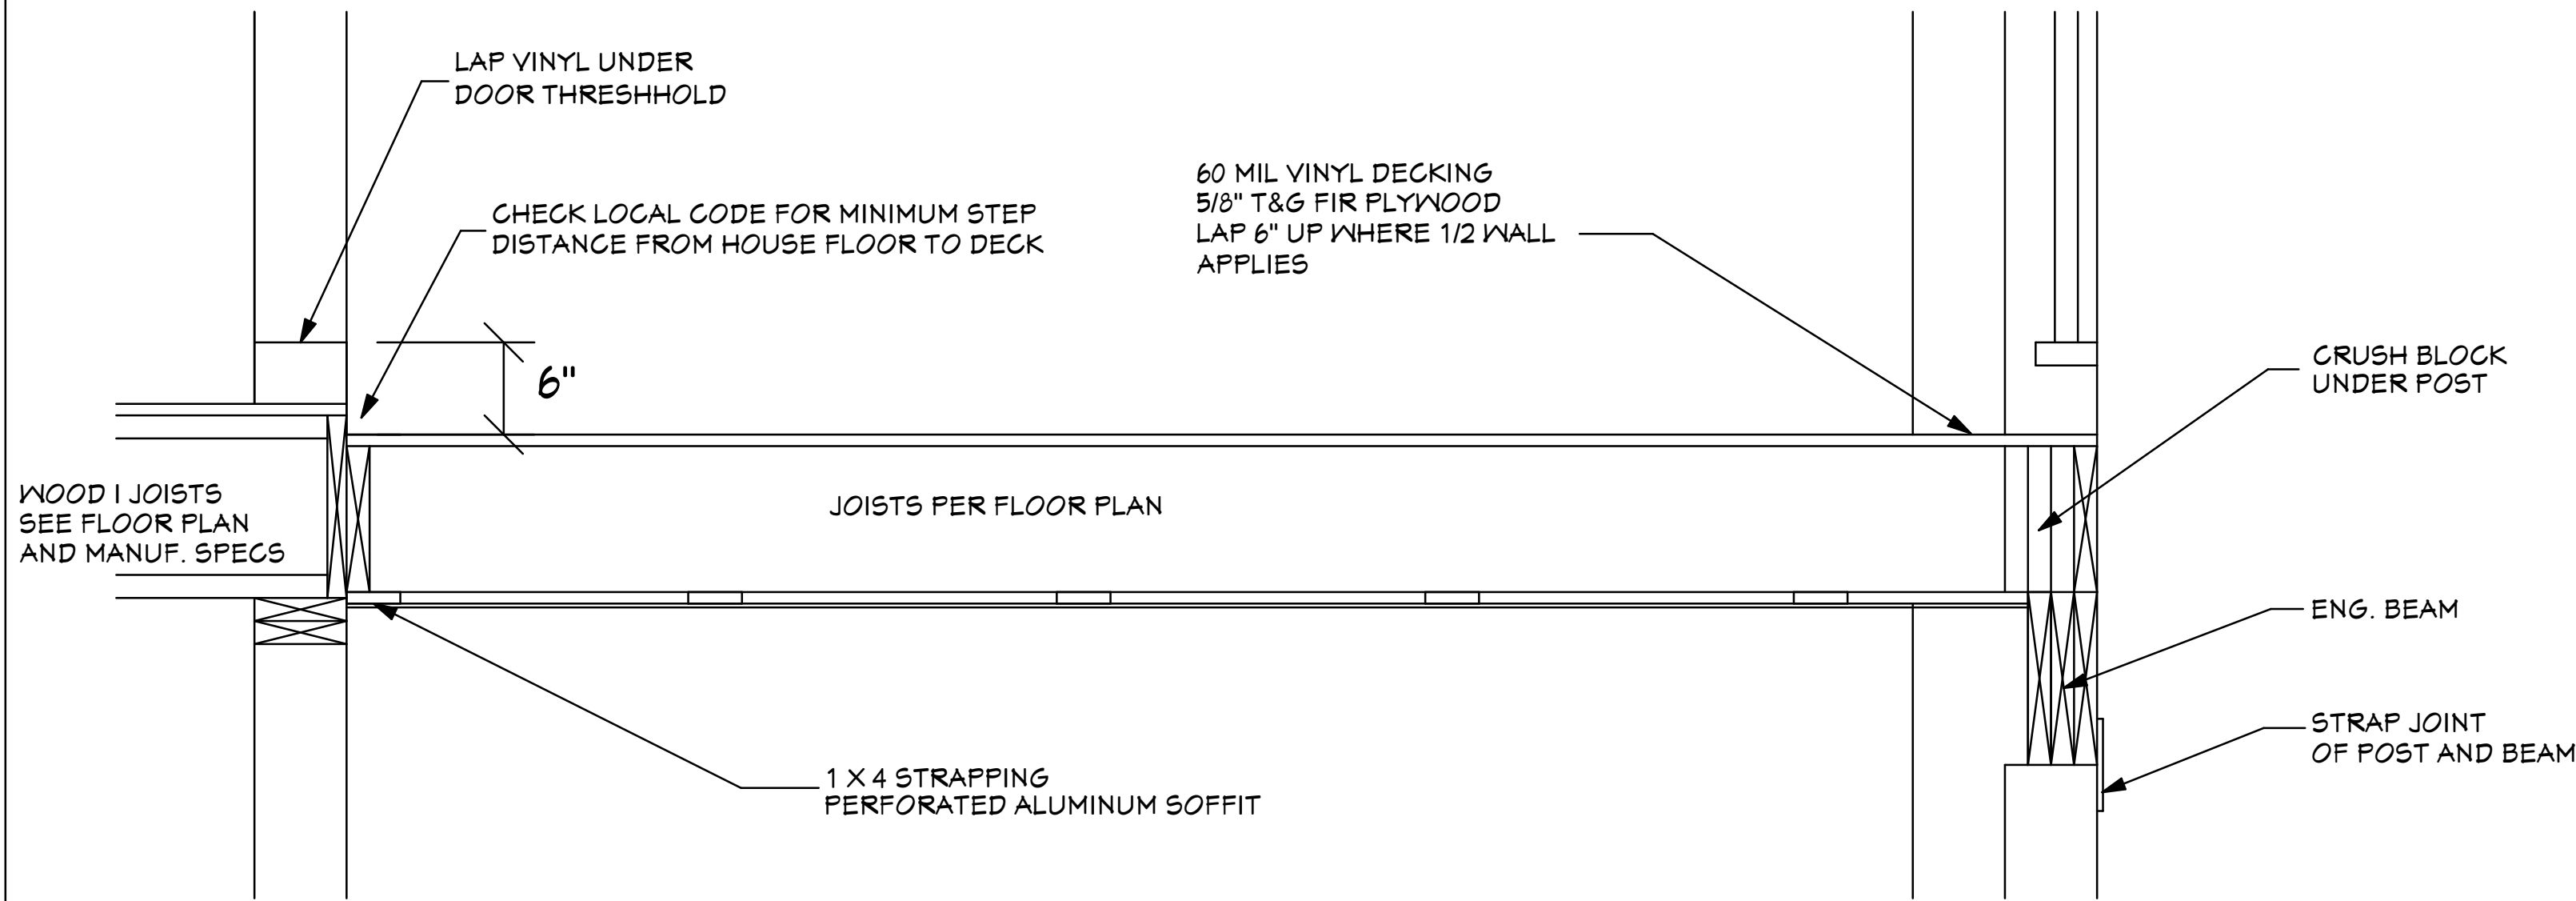 LAP VINYL UNDER
DOOR THRESHHOLD
CHECK LOCAL CODE FOR MINIMUM STEP
DISTANCE FROM HOUSE FLOOR TO DECK
60 MIL VINYL DECKING
5/8" T&G FIR PLYWOOD
LAP 6" UP WHERE 1/2 WALL
APPLIES
6"
CRUSH BLOCK
UNDER POST
WOOD I JOISTS
SEE FLOOR PLAN
AND MANUF. SPECS
JOISTS PER FLOOR PLAN
ENG. BEAM
STRAP JOINT
OF POST AND BEAM
1 X 4 STRAPPING
PERFORATED ALUMINUM SOFFIT